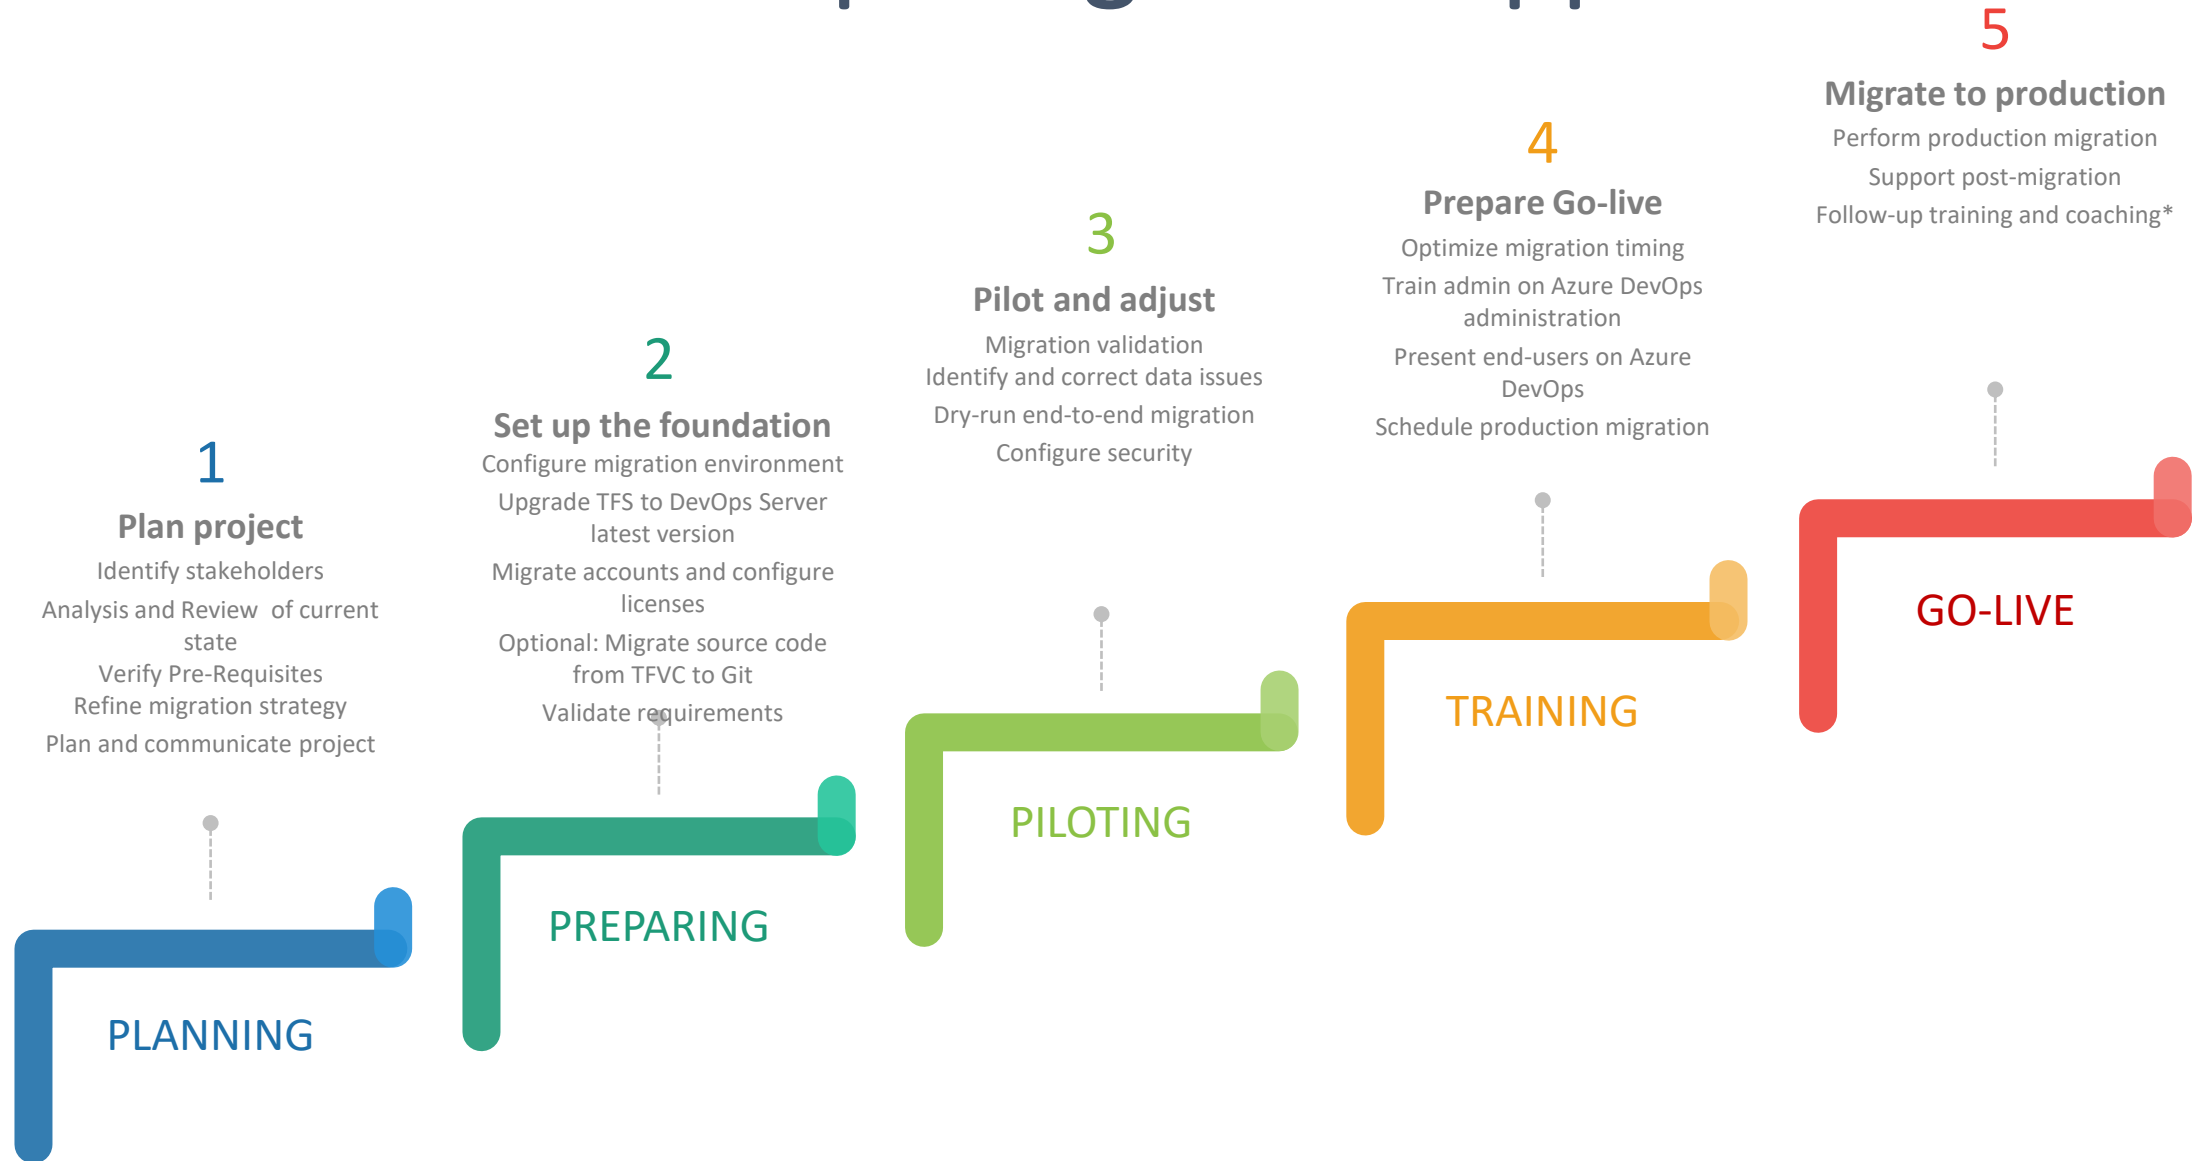 1
Plan project
Identify stakeholders
Analysis and Review  of current
state
Verify Pre-Requisites
Refine migration strategy
Plan and communicate project
PLANNING
2
Set up the foundation
Configure migration environment
Upgrade TFS to DevOps Server
latest version
Migrate accounts and configure
licenses
Optional: Migrate source code
from TFVC to Git
Validate requirements
PREPARING
3
Pilot and adjust
Migration validation
Identify and correct data issues
Dry-run end-to-end migration
Configure security
PILOTING
4
Prepare Go-live
Optimize migration timing
Train admin on Azure DevOps
administration
Present end-users on Azure
DevOps
Schedule production migration
TRAINING
5
Migrate to production
Perform production migration
Support post-migration
Follow-up training and coaching*
GO-LIVE